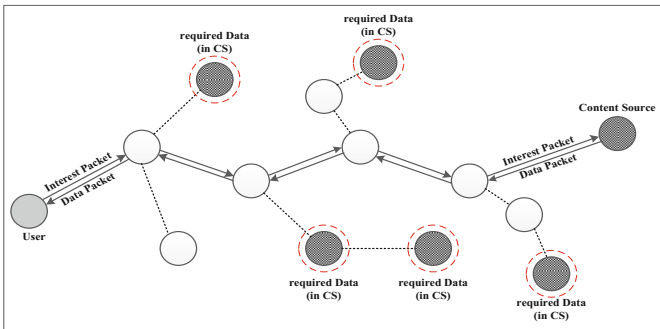 required Data
(in CS)
required Data
(in CS)
Content Source
Interest Packet
Data Packet
Interest Packet
Data Packet
User
required Data
(in CS)
required Data
(in CS)
required Data
(in CS)